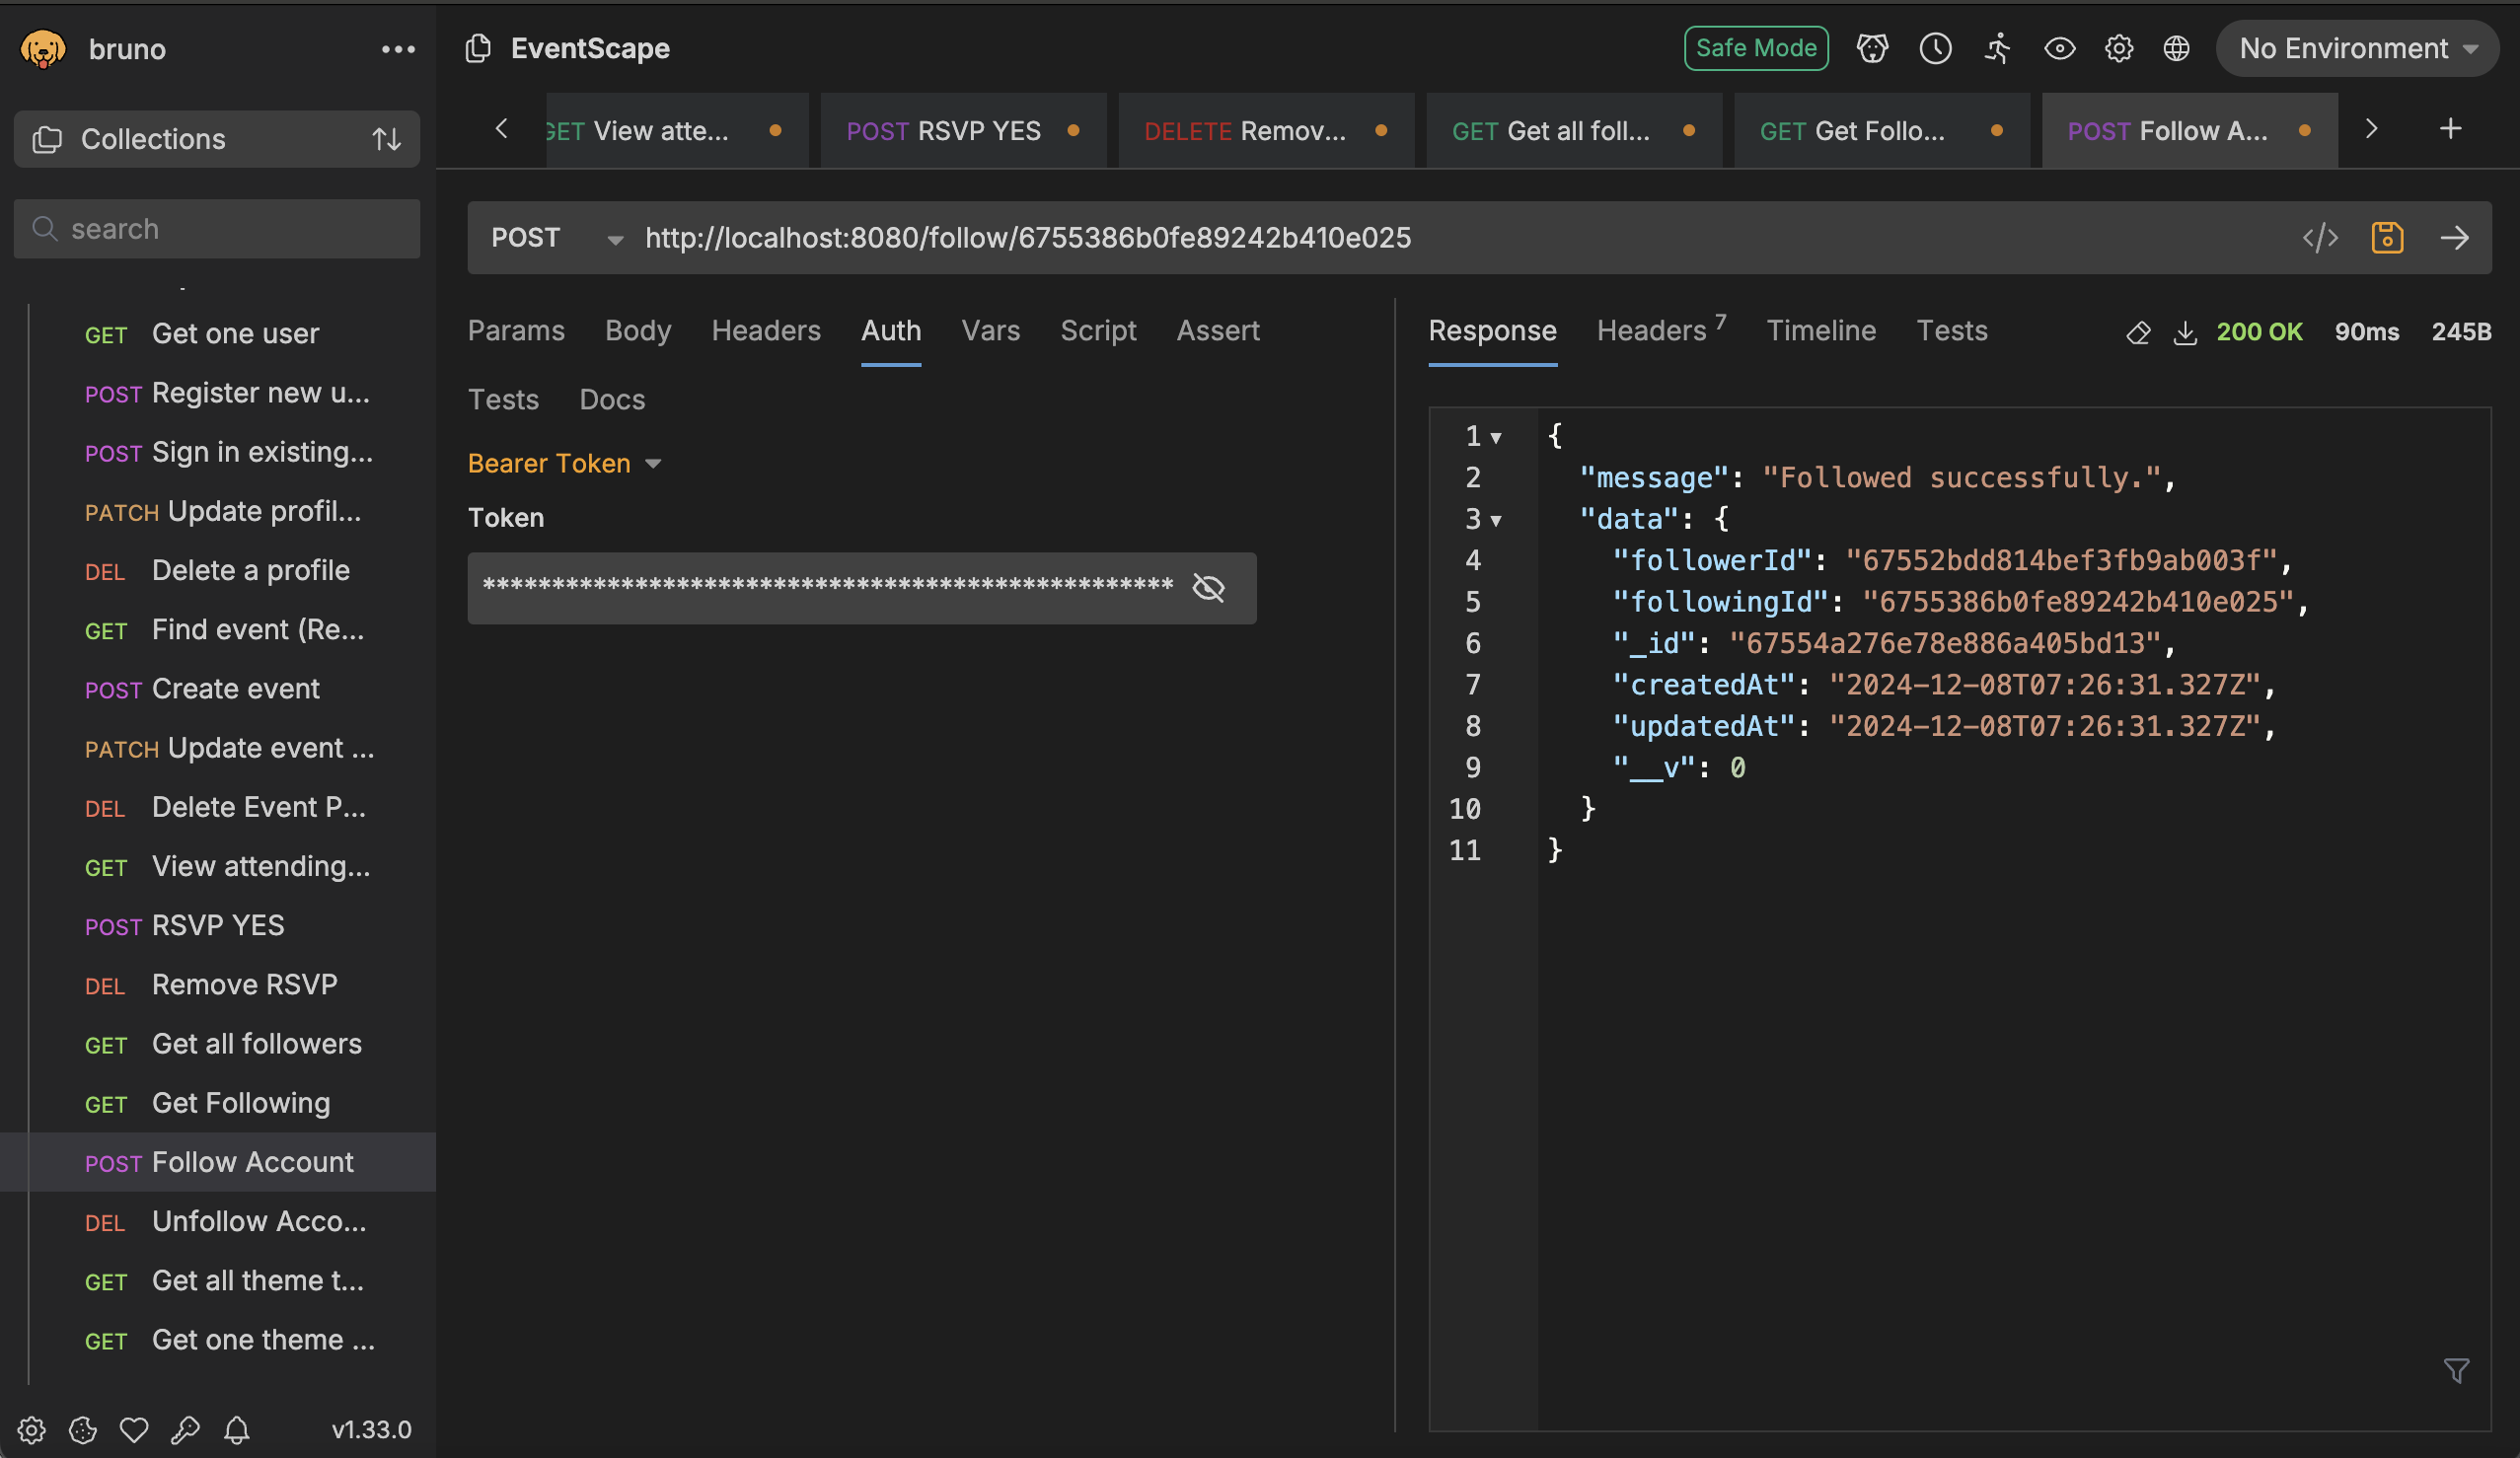 bruno
EventScape
Safe Mode
No Environment
Collections
search
GET Get one user
POST Register new u...
POST Sign in existing...
PATCH Update profil...
DEL Delete a profile
GET Find event (Re...
POST Create event
PATCH Update event ...
DEL Delete Event P...
GET View attending...
POST RSVP YES
DEL Remove RSVP
GET Get all followers
GET Get Following
POST Follow Account
DEL Unfollow Acco...
GET Get all theme t...
GET Get one theme ...
v1.33.0
GET View atte...
POST RSVP YES
DELETE Remov...
GET Get all foll...
GET Get Follo...
POST Follow A...
POST http://localhost:8080/follow/6755386b0fe89242b410e025
Params Body Headers Auth Vars Script Assert
Tests Docs
Bearer Token
Token
**************************************************
Response Headers 7 Timeline Tests 200 OK 90ms 245B
1 {
2 "message": "Followed successfully.",
3 "data": {
4 "followerId": "67552bdd814bef3fb9ab003f",
5 "followingId": "6755386b0fe89242b410e025",
6 "_id": "67554a276e78e886a405bd13",
7 "createdAt": "2024-12-08T07:26:31.327Z",
8 "updatedAt": "2024-12-08T07:26:31.327Z",
9 "__v": 0
10 }
11 }